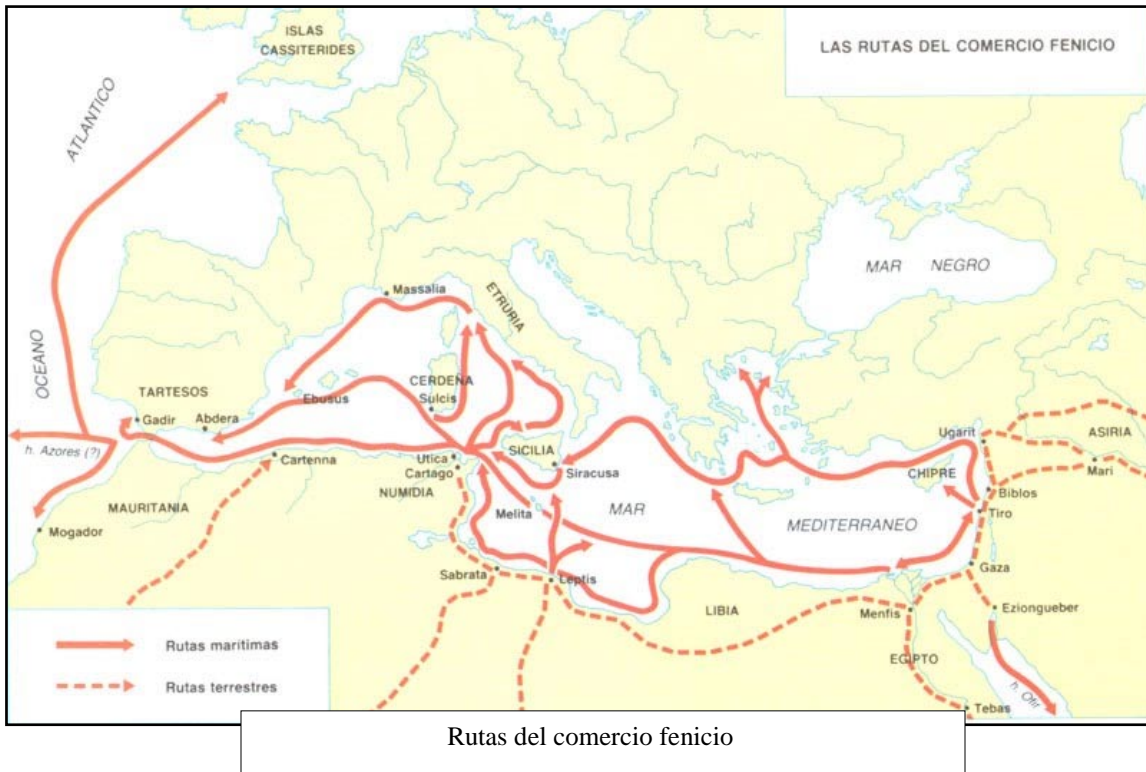 ISLAS
CASSITERIDES
LAS RUTAS DEL COMERCIO FENICIO
ATLANTICO
OCEANO
MAR NEGRO
Massalia
ETRURIA
TARTESOS
CERDEÑA
Sulcis
Ebusus
Gadir
Abdera
h. Azores (?)
Cartenna
Utica
Cartago
NUMIDIA
SICILIA
Siracusa
Ugarit
ASIRIA
Mari
CHIPRE
Biblos
Tiro
MAURITANIA
Mogador
Melita
MAR
MEDITERRANEO
Gaza
Sabrata
Leptis
LIBIA
Menfis
Eziongueber
EGIPTO
h. Ofir
Tebas
Rutas marítimas
Rutas terrestres
Rutas del comercio fenicio